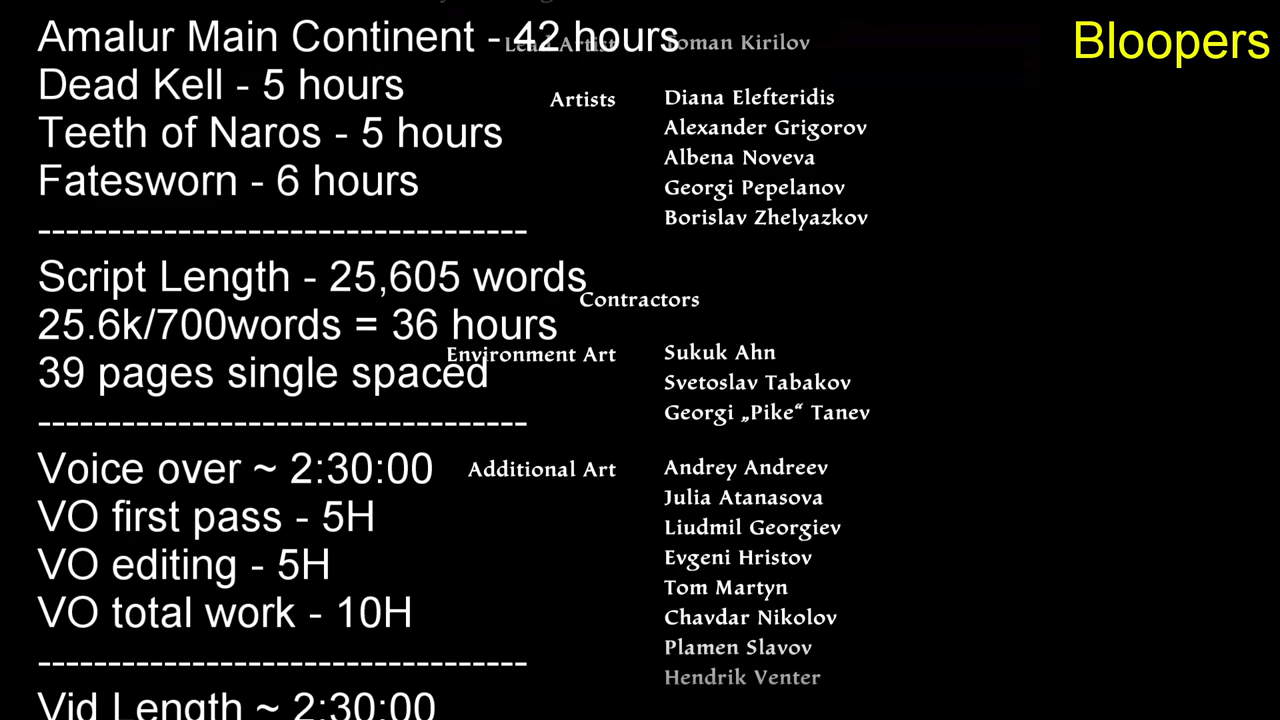 Amalur Main Continent - 42 hours
Dead Kell - 5 hours
Teeth of Naros - 5 hours
Fatesworn - 6 hours
-----------------------------------
Script Length - 25,605 words
25.6k/700words = 36 hours
39 pages single spaced
-----------------------------------
Voice over ~ 2:30:00
VO first pass - 5H
VO editing - 5H
VO total work - 10H
-----------------------------------
Vid Length ~ 2:30:00
Lead Artist Roman Kirilov
Artists Diana Elefteridis
Alexander Grigorov
Albena Noveva
Georgi Pepelanov
Borislav Zhelyazkov
Contractors
Environment Art Sukuk Ahn
Svetoslav Tabakov
Georgi „Pike“ Tanev
Additional Art Andrey Andreev
Julia Atanasova
Liudmil Georgiev
Evgeni Hristov
Tom Martyn
Chavdar Nikolov
Plamen Slavov
Hendrik Venter
Bloopers